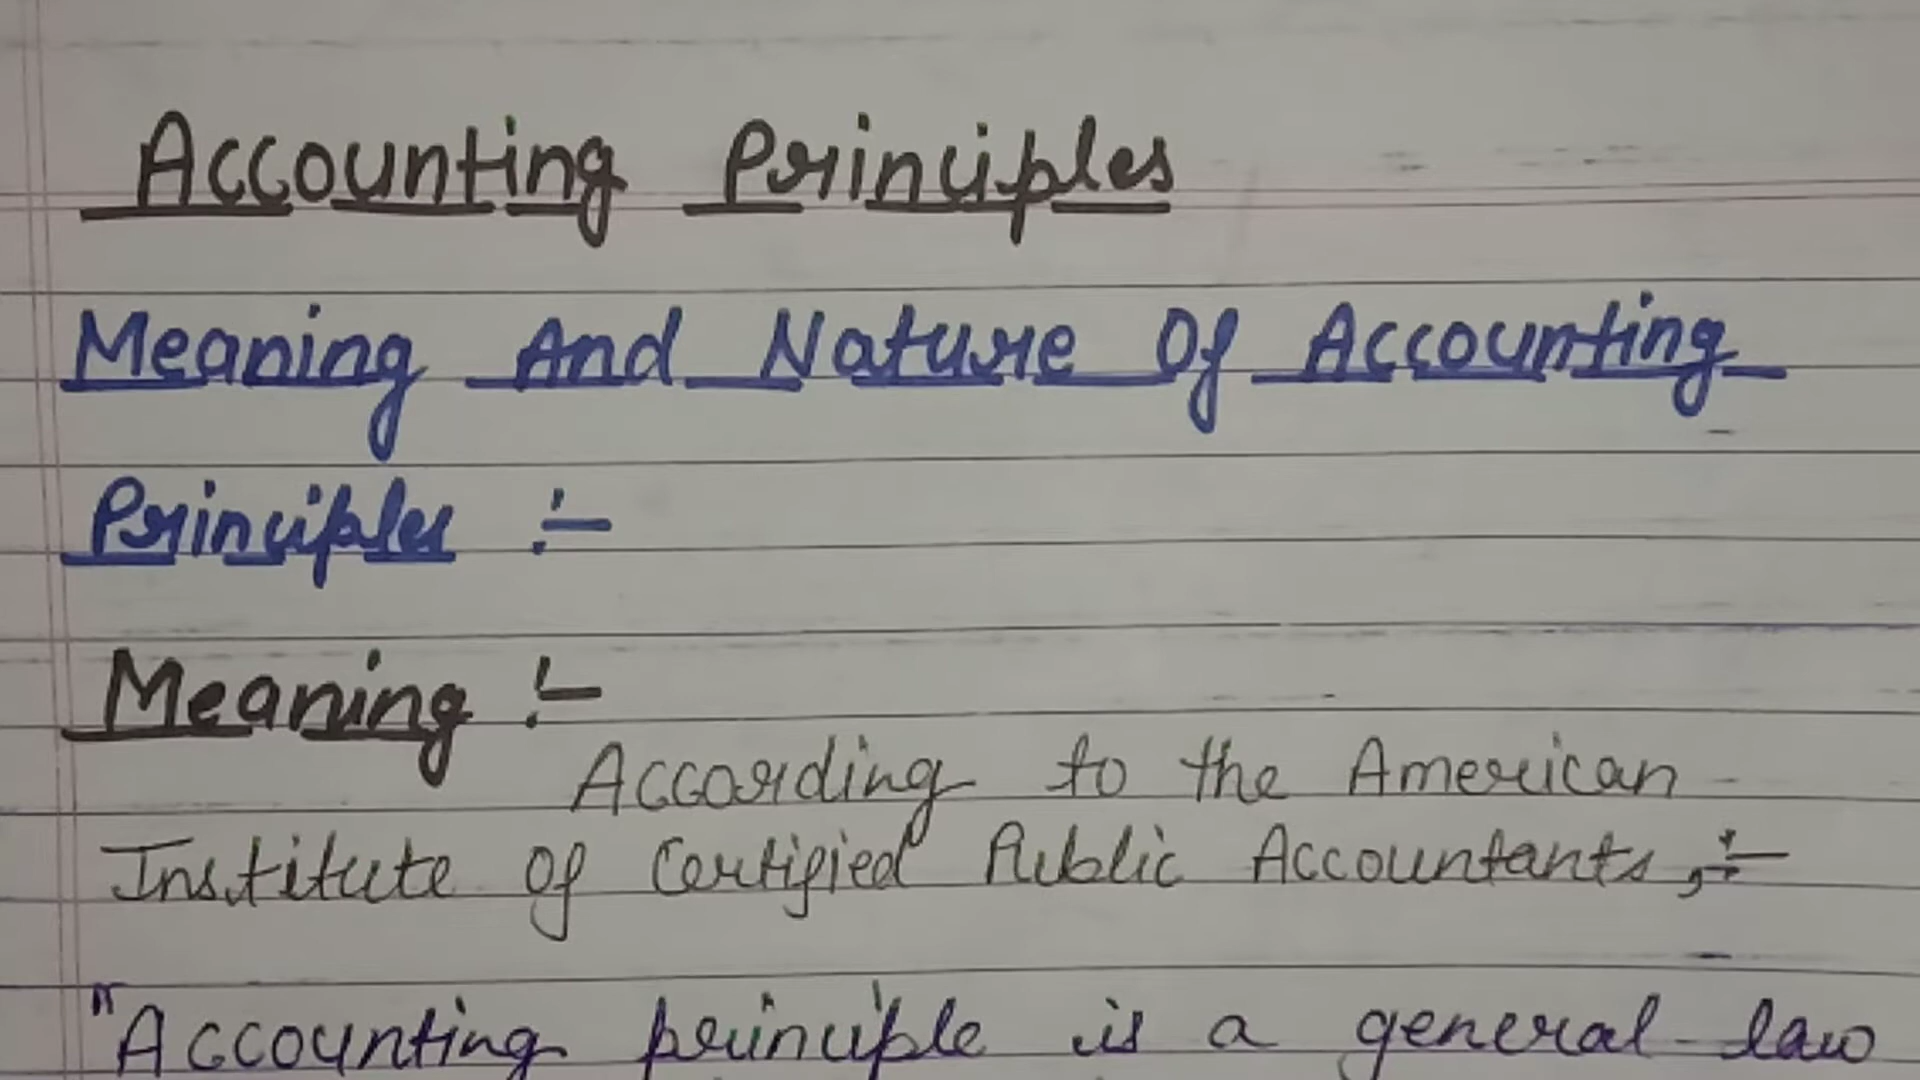 Accounting Principles
Meaning And Nature Of Accounting
Principles :-
Meaning :-
According to the American
Institute of Certified Public Accountants, :-
"Accounting principle is a general law